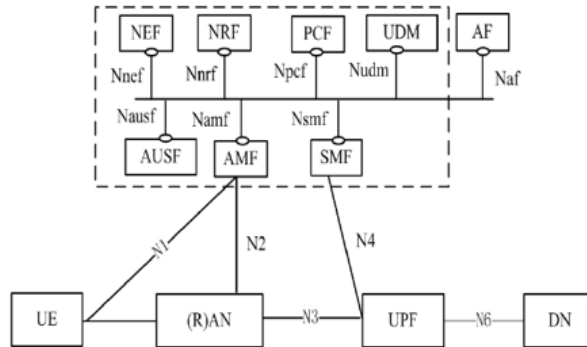 NEF NRF PCF UDM AF
Nnef Nnrf Npcf Nudm Naf
Nausf Namf Nsmf
AUSF AMF SMF
N1 N2 N4
UE (R)AN N3 UPF N6 DN